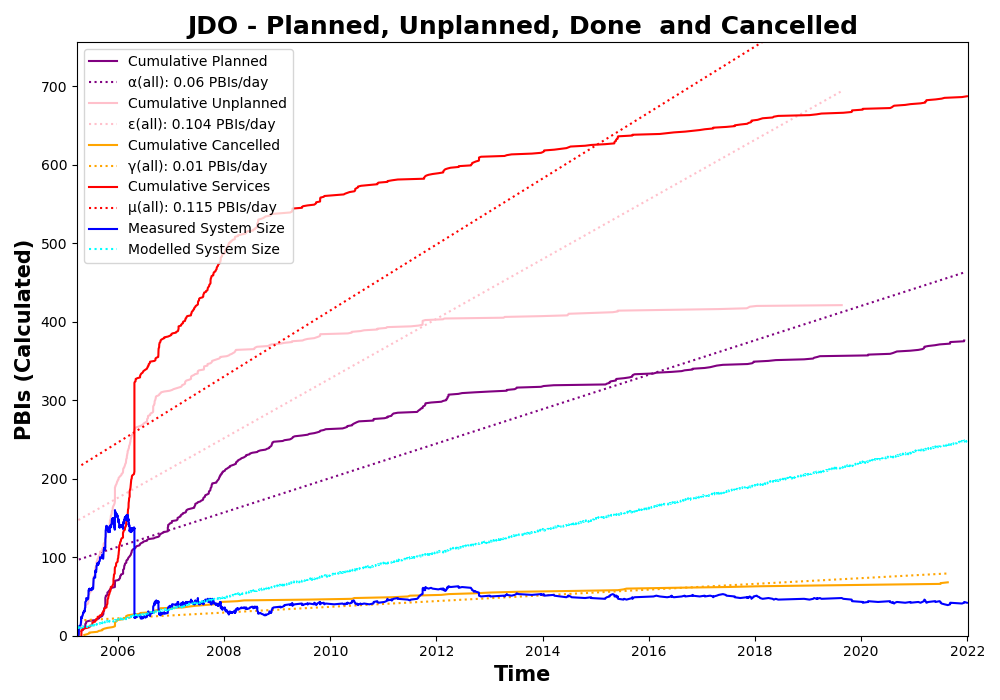 JDO - Planned, Unplanned, Done  and Cancelled
PBIs (Calculated)
700
600
500
400
300
200
100
0
Cumulative Planned
α(all): 0.06 PBIs/day
Cumulative Unplanned
ε(all): 0.104 PBIs/day
Cumulative Cancelled
γ(all): 0.01 PBIs/day
Cumulative Services
μ(all): 0.115 PBIs/day
Measured System Size
Modelled System Size
2006 2008 2010 2012 2014 2016 2018 2020 2022
Time